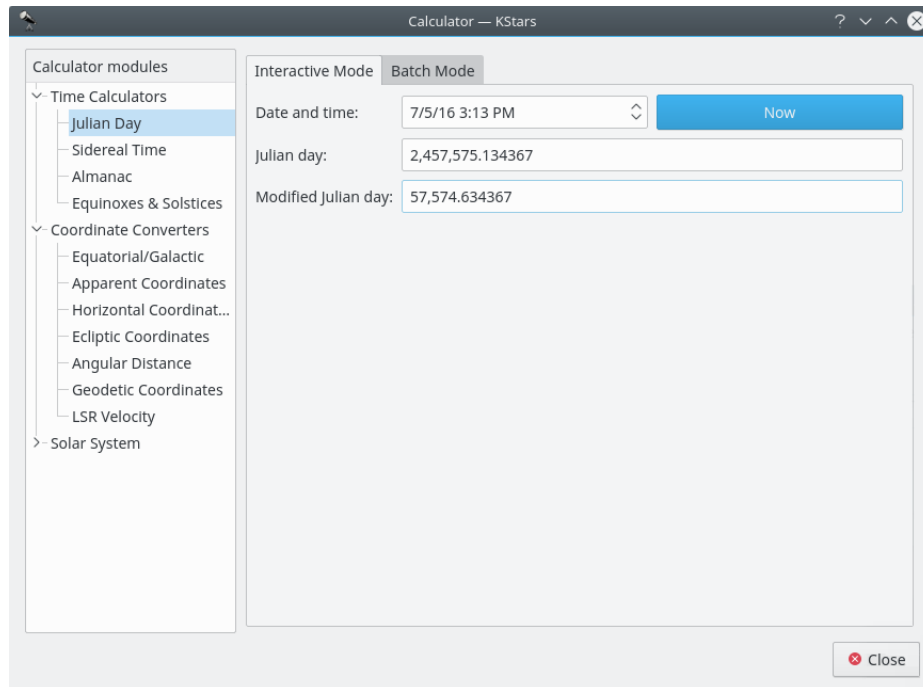 Calculator — KStars
Calculator modules
Time Calculators
Julian Day
Sidereal Time
Almanac
Equinoxes & Solstices
Coordinate Converters
Equatorial/Galactic
Apparent Coordinates
Horizontal Coordinat...
Ecliptic Coordinates
Angular Distance
Geodetic Coordinates
LSR Velocity
Solar System
Interactive Mode Batch Mode
Date and time: 7/5/16 3:13 PM Now
Julian day: 2,457,575.134367
Modified Julian day: 57,574.634367
Close